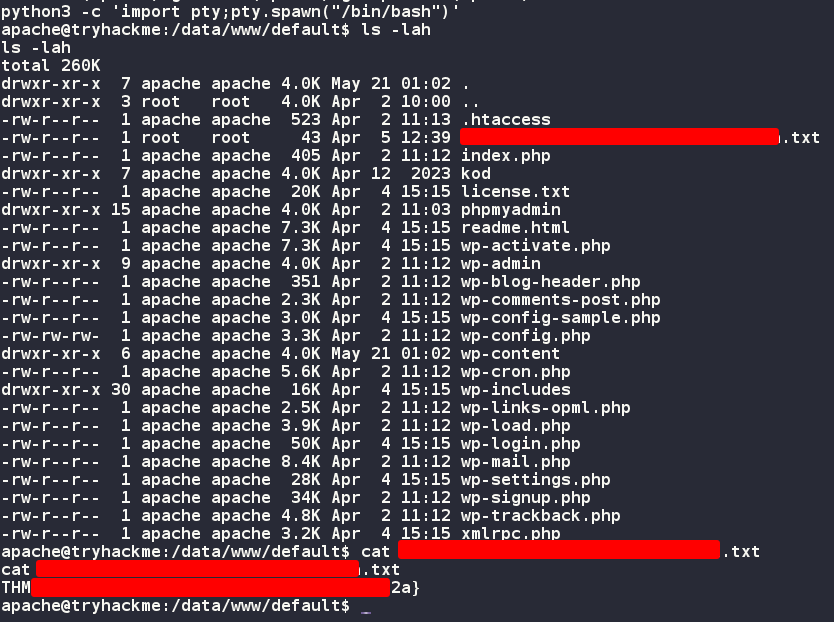 python3 -c 'import pty;pty.spawn("/bin/bash")'
apache@tryhackme:/data/www/default$ ls -lah
ls -lah
total 260K
drwxr-xr-x  7 apache apache 4.0K May 21 01:02 .
drwxr-xr-x  3 root   root   4.0K Apr  2 10:00 ..
-rw-r--r--  1 apache apache  523 Apr  2 11:13 .htaccess
-rw-r--r--  1 root   root     43 Apr  5 12:39 .txt
-rw-r--r--  1 apache apache  405 Apr  2 11:12 index.php
drwxr-xr-x  7 apache apache 4.0K Apr 12  2023 kod
-rw-r--r--  1 apache apache  20K Apr  4 15:15 license.txt
drwxr-xr-x 15 apache apache 4.0K Apr  2 11:03 phpmyadmin
-rw-r--r--  1 apache apache 7.3K Apr  4 15:15 readme.html
-rw-r--r--  1 apache apache 7.3K Apr  4 15:15 wp-activate.php
drwxr-xr-x  9 apache apache 4.0K Apr  2 11:12 wp-admin
-rw-r--r--  1 apache apache  351 Apr  2 11:12 wp-blog-header.php
-rw-r--r--  1 apache apache 2.3K Apr  2 11:12 wp-comments-post.php
-rw-r--r--  1 apache apache 3.0K Apr  4 15:15 wp-config-sample.php
-rw-rw-rw-  1 apache apache 3.3K Apr  2 11:12 wp-config.php
drwxr-xr-x  6 apache apache 4.0K May 21 01:02 wp-content
-rw-r--r--  1 apache apache 5.6K Apr  2 11:12 wp-cron.php
drwxr-xr-x 30 apache apache  16K Apr  4 15:15 wp-includes
-rw-r--r--  1 apache apache 2.5K Apr  2 11:12 wp-links-opml.php
-rw-r--r--  1 apache apache 3.9K Apr  2 11:12 wp-load.php
-rw-r--r--  1 apache apache  50K Apr  4 15:15 wp-login.php
-rw-r--r--  1 apache apache 8.4K Apr  2 11:12 wp-mail.php
-rw-r--r--  1 apache apache  28K Apr  4 15:15 wp-settings.php
-rw-r--r--  1 apache apache  34K Apr  2 11:12 wp-signup.php
-rw-r--r--  1 apache apache 4.8K Apr  2 11:12 wp-trackback.php
-rw-r--r--  1 apache apache 3.2K Apr  4 15:15 xmlrpc.php
apache@tryhackme:/data/www/default$ cat .txt
cat .txt
THM 2a}
apache@tryhackme:/data/www/default$ _